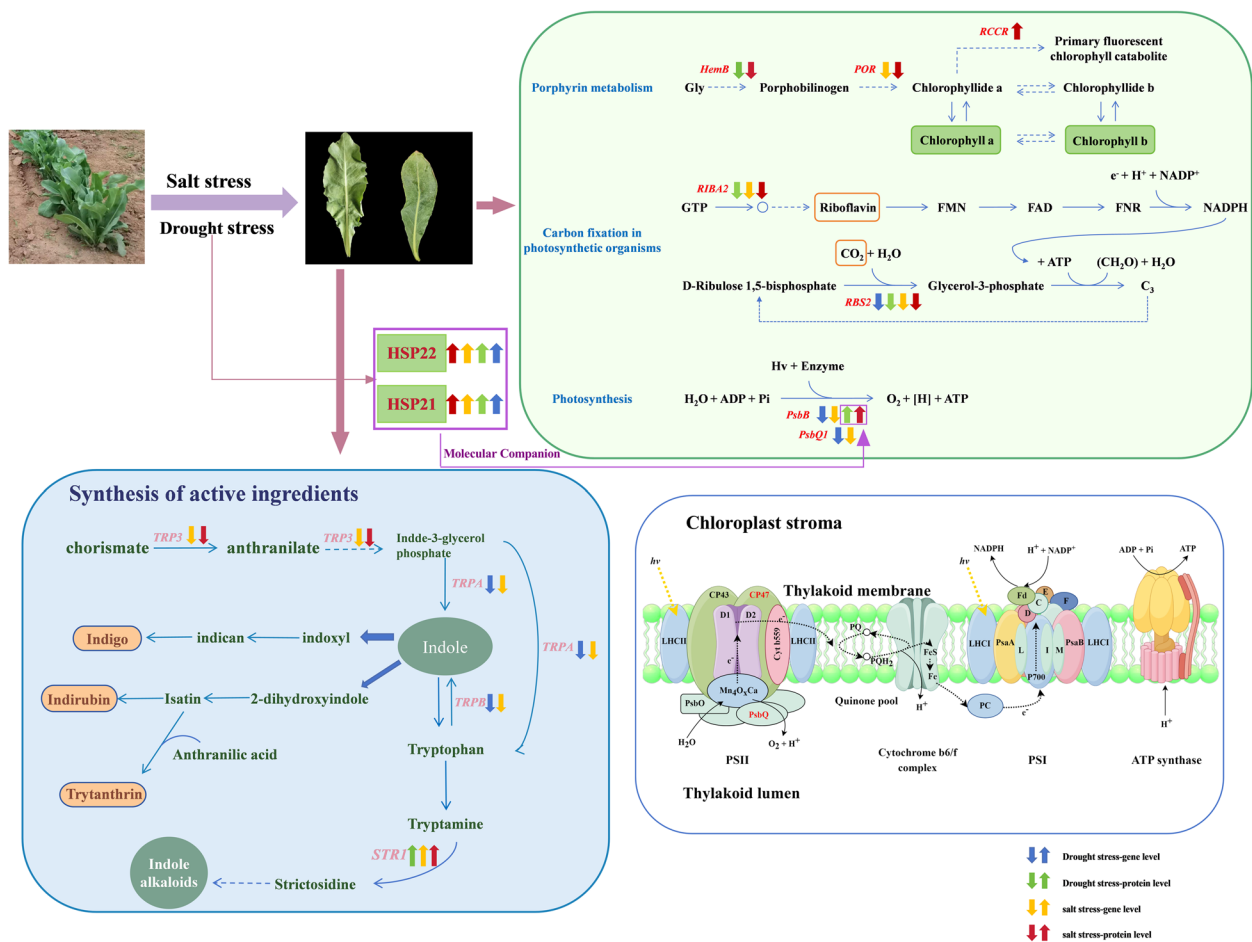 Salt stress
Drought stress
HSP22
HSP21
Molecular Companion
Porphyrin metabolism
RCCR
Primary fluorescent
chlorophyll catabolite
HemB
POR
Gly
Porphobilinogen
Chlorophyllide a
Chlorophyllide b
Chlorophyll a
Chlorophyll b
Carbon fixation in
photosynthetic organisms
RIBA2
e- + H+ + NADP+
GTP
Riboflavin
FMN
FAD
FNR
NADPH
CO2 + H2O
+ ATP
(CH2O) + H2O
D-Ribulose 1,5-bisphosphate
Glycerol-3-phosphate
C3
RBS2
Photosynthesis
Hv + Enzyme
H2O + ADP + Pi
O2 + [H] + ATP
PsbB
PsbQ1
Synthesis of active ingredients
chorismate
TRP3
anthranilate
TRP3
Indde-3-glycerol
phosphate
TRPA
Indigo
indican
indoxyl
Indole
TRPA
Indirubin
Isatin
2-dihydroxyindole
TRPB
Anthranilic acid
Tryptophan
Trytanthrin
Tryptamine
STR1
Indole
alkaloids
Strictosidine
Chloroplast stroma
NADPH
H+ + NADP+
ADP + Pi
ATP
hv
hv
Thylakoid membrane
CP43
CP47
D1
D2
e-
LHCII
Cyt b559
LHCII
PQ
PQH2
FeS
Fc
Fd
E
C
F
D
LHCI
PsaA
L
I
M
PsaB
LHCI
P700
e-
Mn4OxCa
PsbO
PsbQ
Quinone pool
H+
PC
e-
H2O
O2 + H+
H+
PSII
Cytochrome b6/f
complex
PSI
ATP synthase
Thylakoid lumen
Drought stress-gene level
Drought stress-protein level
salt stress-gene level
salt stress-protein level